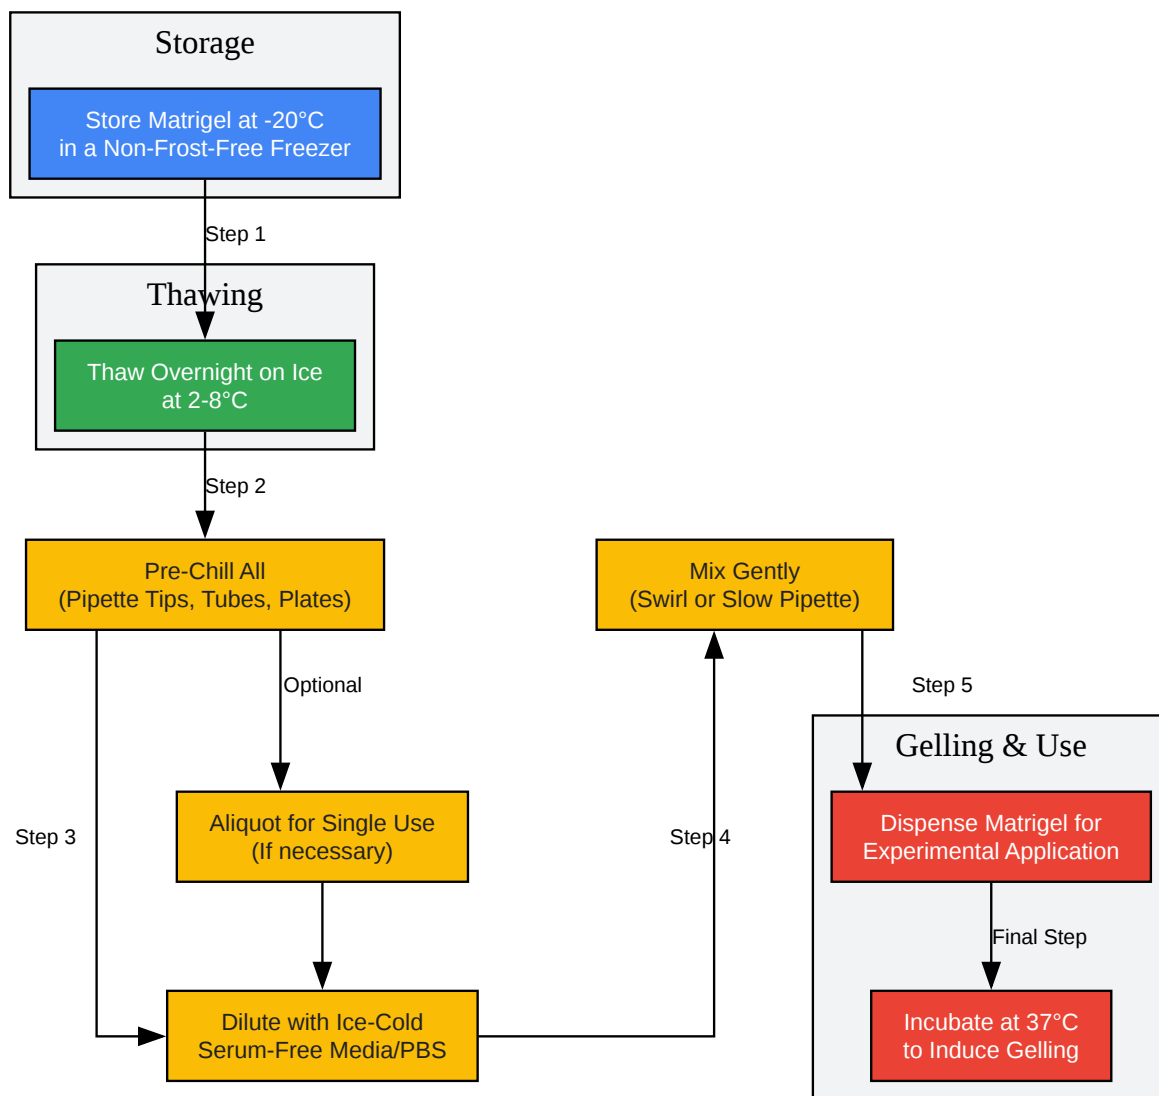 Storage
Store Matrigel at -20°C
in a Non-Frost-Free Freezer
Step 1
Thawing
Thaw Overnight on Ice
at 2-8°C
Step 2
Pre-Chill All
(Pipette Tips, Tubes, Plates)
Optional
Step 3
Aliquot for Single Use
(If necessary)
Dilute with Ice-Cold
Serum-Free Media/PBS
Step 4
Mix Gently
(Swirl or Slow Pipette)
Step 5
Gelling & Use
Dispense Matrigel for
Experimental Application
Final Step
Incubate at 37°C
to Induce Gelling